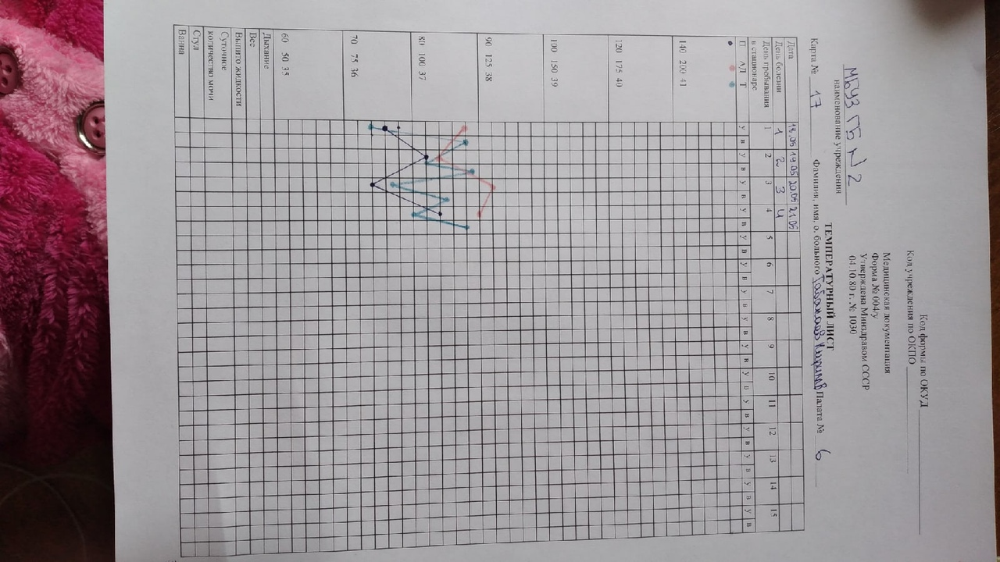 Код формы по ОКУД
Код учреждения по ОКПО
Медицинская документация
Форма № 004/у
Утверждена Минздравом СССР
04.10.80 г. № 1030
МБУЗ ГБ №2
наименование учреждения
ТЕМПЕРАТУРНЫЙ ЛИСТ
Карта № 17 Фамилия, имя, о. больного Палата № 6
Дата 18.05 19.05 20.05 21.05
День болезни 1 2 3 4
День пребывания в стационаре 1 2 3 4 5 6 7 8 9 10 11 12 13 14 15
П АД Т у в у в у в у в у в у в у в у в у в у в у в у в у в у в у в
140 200 41
120 175 40
100 150 39
90 125 38
80 100 37
70 75 36
60 50 35
Дыхание
Вес
Выпито жидкости
Суточное
количество мочи
Стул
Ванна